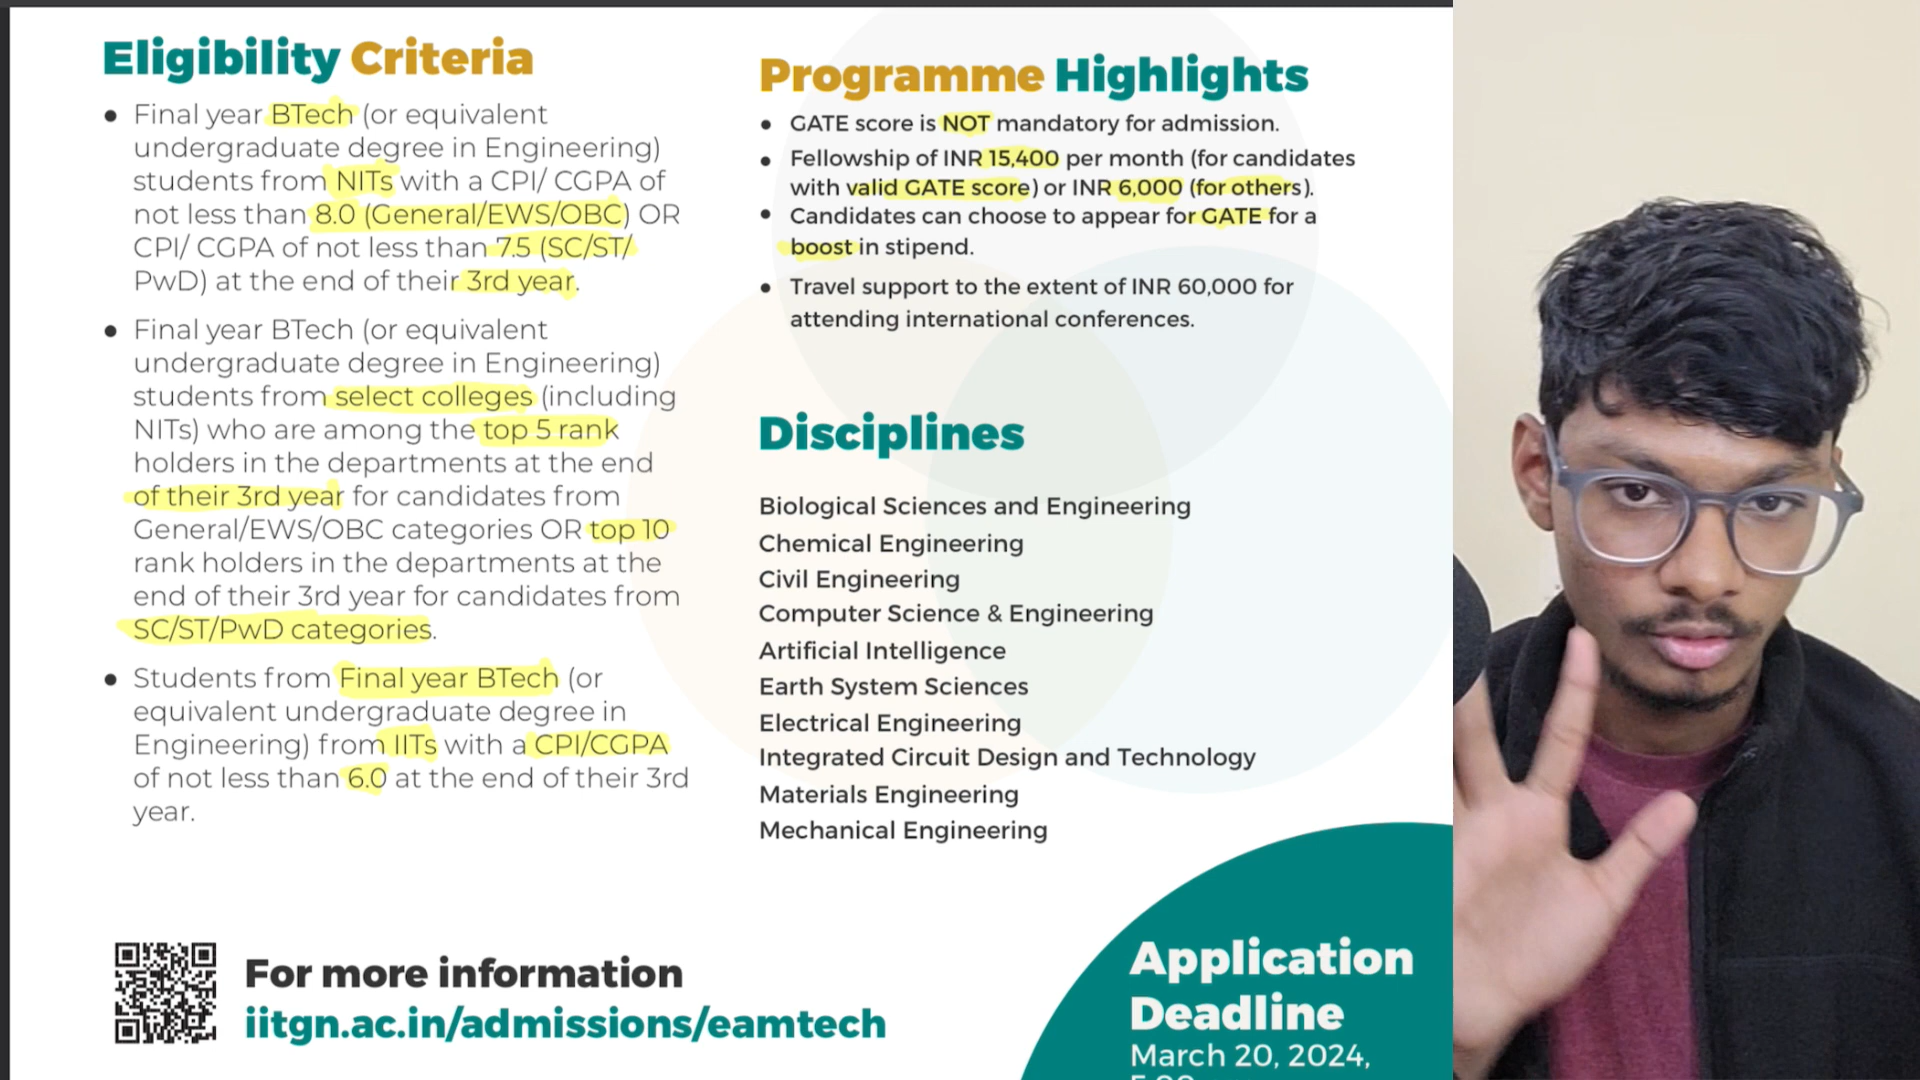 Eligibility Criteria
● Final year BTech (or equivalent
undergraduate degree in Engineering)
students from NITs with a CPI/ CGPA of
not less than 8.0 (General/EWS/OBC) OR
CPI/ CGPA of not less than 7.5 (SC/ST/
PwD) at the end of their 3rd year.
● Final year BTech (or equivalent
undergraduate degree in Engineering)
students from select colleges (including
NITs) who are among the top 5 rank
holders in the departments at the end
of their 3rd year for candidates from
General/EWS/OBC categories OR top 10
rank holders in the departments at the
end of their 3rd year for candidates from
SC/ST/PwD categories.
● Students from Final year BTech (or
equivalent undergraduate degree in
Engineering) from IITs with a CPI/CGPA
of not less than 6.0 at the end of their 3rd
year.
For more information
iitgn.ac.in/admissions/eamtech
Programme Highlights
● GATE score is NOT mandatory for admission.
● Fellowship of INR 15,400 per month (for candidates
with valid GATE score) or INR 6,000 (for others).
● Candidates can choose to appear for GATE for a
boost in stipend.
● Travel support to the extent of INR 60,000 for
attending international conferences.
Disciplines
Biological Sciences and Engineering
Chemical Engineering
Civil Engineering
Computer Science & Engineering
Artificial Intelligence
Earth System Sciences
Electrical Engineering
Integrated Circuit Design and Technology
Materials Engineering
Mechanical Engineering
Application
Deadline
March 20, 2024,